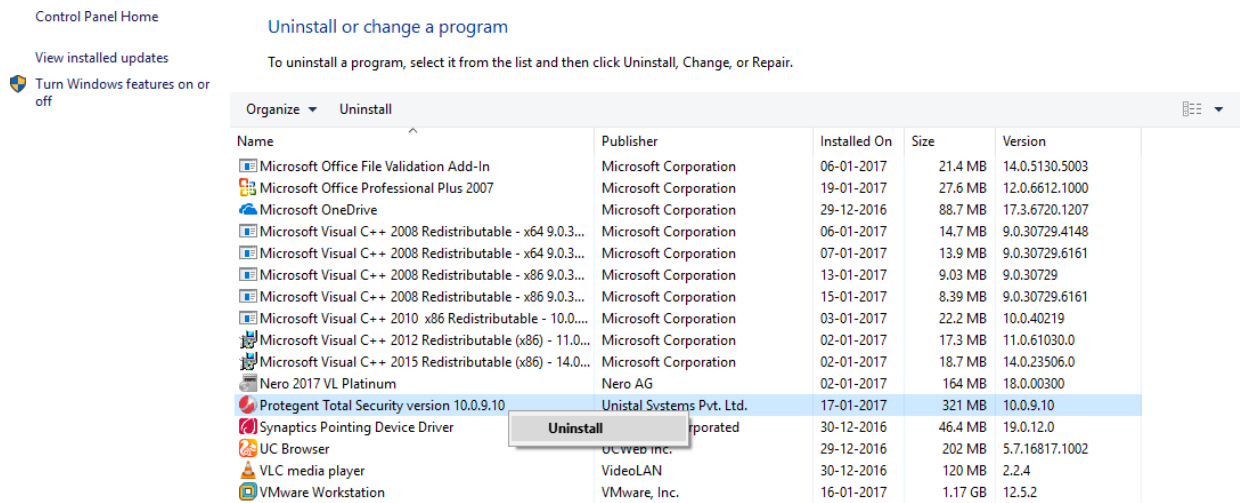 Control Panel Home
View installed updates
Turn Windows features on or
off
Uninstall or change a program
To uninstall a program, select it from the list and then click Uninstall, Change, or Repair.
Organize Uninstall
Name Publisher Installed On Size Version
Microsoft Office File Validation Add-In Microsoft Corporation 06-01-2017 21.4 MB 14.0.5130.5003
Microsoft Office Professional Plus 2007 Microsoft Corporation 19-01-2017 27.6 MB 12.0.6612.1000
Microsoft OneDrive Microsoft Corporation 29-12-2016 88.7 MB 17.3.6720.1207
Microsoft Visual C++ 2008 Redistributable - x64 9.0.3... Microsoft Corporation 06-01-2017 14.7 MB 9.0.30729.4148
Microsoft Visual C++ 2008 Redistributable - x64 9.0.3... Microsoft Corporation 07-01-2017 13.9 MB 9.0.30729.6161
Microsoft Visual C++ 2008 Redistributable - x86 9.0.3... Microsoft Corporation 13-01-2017 9.03 MB 9.0.30729
Microsoft Visual C++ 2008 Redistributable - x86 9.0.3... Microsoft Corporation 15-01-2017 8.39 MB 9.0.30729.6161
Microsoft Visual C++ 2010 x86 Redistributable - 10.0.... Microsoft Corporation 03-01-2017 22.2 MB 10.0.40219
Microsoft Visual C++ 2012 Redistributable (x86) - 11.0... Microsoft Corporation 02-01-2017 17.3 MB 11.0.61030.0
Microsoft Visual C++ 2015 Redistributable (x86) - 14.0... Microsoft Corporation 02-01-2017 18.7 MB 14.0.23506.0
Nero 2017 VL Platinum Nero AG 02-01-2017 164 MB 18.0.00300
Protegent Total Security version 10.0.9.10 Unistal Systems Pvt. Ltd. 17-01-2017 321 MB 10.0.9.10
Synaptics Pointing Device Driver Uninstall rporated 30-12-2016 46.4 MB 19.0.12.0
UC Browser UCWeb Inc. 29-12-2016 202 MB 5.7.16817.1002
VLC media player VideoLAN 30-12-2016 120 MB 2.2.4
VMware Workstation VMware, Inc. 16-01-2017 1.17 GB 12.5.2